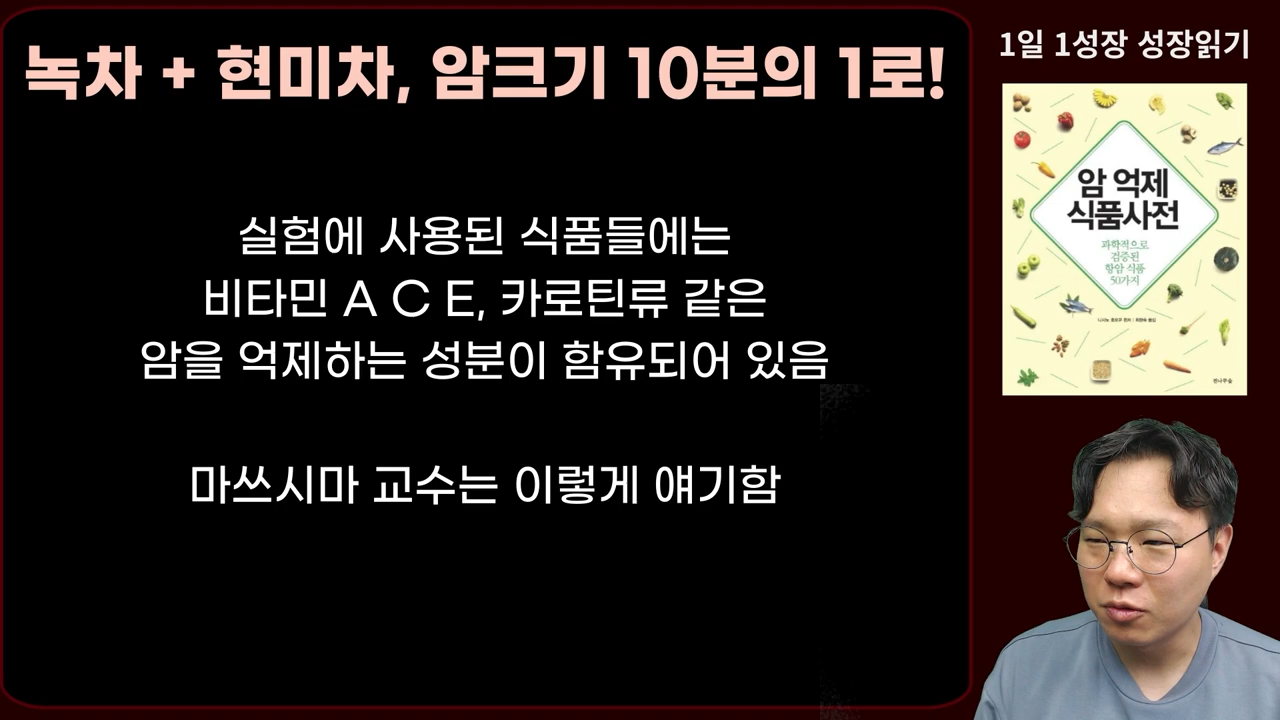 녹차 + 현미차, 암크기 10분의 1로!
실험에 사용된 식품들에는
비타민 A C E, 카로틴류 같은
암을 억제하는 성분이 함유되어 있음
마쓰시마 교수는 이렇게 얘기함
1일 1성장 성장읽기
암 억제
식품사전
과학적으로
검증된
항암 식품
50가지